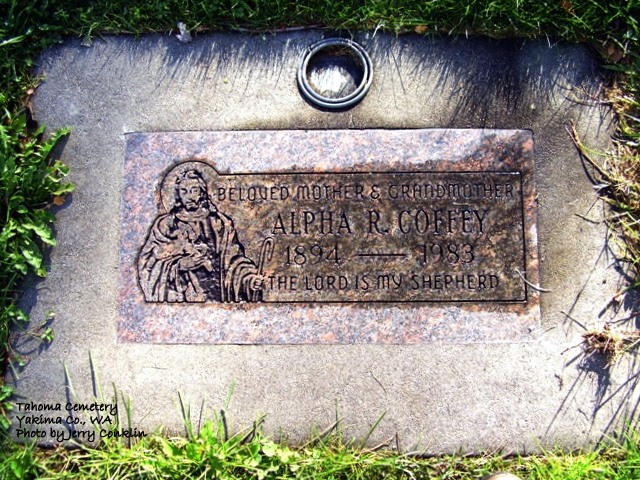 BELOVED MOTHER & GRANDMOTHER
ALPHA R. COFFEY
1894 — 1983
THE LORD IS MY SHEPHERD
Tahoma Cemetery
Yakima Co., WA
Photo by Jerry Conklin